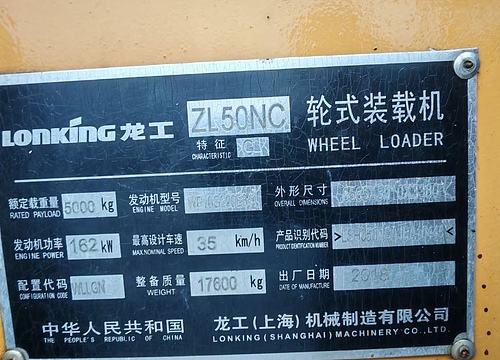 LONKING 龙工 ZL50NC 轮式装载机
特征
CHARACTERISTIC
WHEEL LOADER
额定载重量 5000 kg
RATED PAYLOAD
发动机型号
ENGINE MODEL
外形尺寸
OVERALL DIMENSIONS
发动机功率 162 kW
ENGINE POWER
最高设计车速 35 km/h
MAX.NOMINAL SPEED
产品识别代码 > <
PRODUCT IDENTIFICATION NUMBER
配置代码
CONFIGURATION CODE
整备质量 17600 kg
WEIGHT
出厂日期
DATE OF MANUFACTURE
中华人民共和国
THE PEOPLE'S REPUBLIC OF CHINA
龙工(上海)机械制造有限公司
LONKING (SHANGHAI) MACHINERY CO.,LTD.